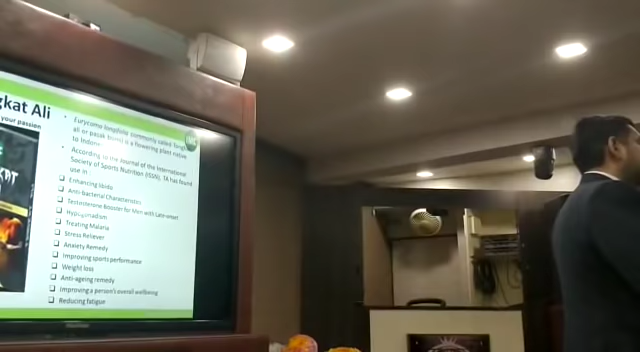 gkat Ali
your passion
Eurycoma longifolia commonly called Tongkat
ali or pasak bumi) is a flowering plant native
to Indone
According to the Journal of the International
Society of Sports Nutrition (ISSN), TA has found
use in
Enhancing libido
Anti-bacterial Characteristics
Testosterone Booster for Men with Late-onset
Hypogonadism
Treating Malaria
Stress Reliever
Anxiety Remedy
Improving sports performance
Weight loss
Anti-ageing remedy
Improving a person's overall wellbeing
Reducing fatigue